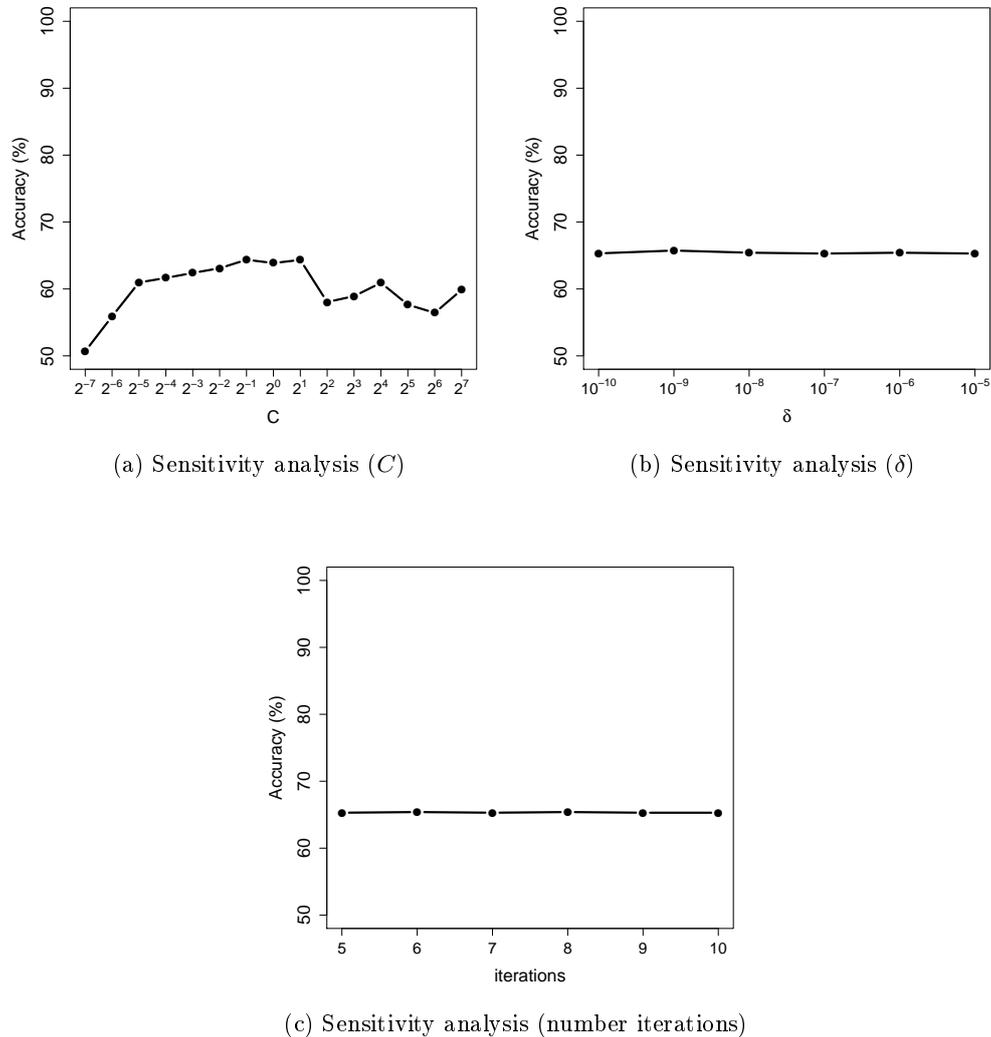 Accuracy (%)
100
90
80
70
60
50
2⁻⁷ 2⁻⁶ 2⁻⁵ 2⁻⁴ 2⁻³ 2⁻² 2⁻¹ 2⁰ 2¹ 2² 2³ 2⁴ 2⁵ 2⁶ 2⁷
C
(a) Sensitivity analysis (C)
Accuracy (%)
100
90
80
70
60
50
10⁻¹⁰ 10⁻⁹ 10⁻⁸ 10⁻⁷ 10⁻⁶ 10⁻⁵
δ
(b) Sensitivity analysis (δ)
Accuracy (%)
100
90
80
70
60
50
5 6 7 8 9 10
iterations
(c) Sensitivity analysis (number iterations)